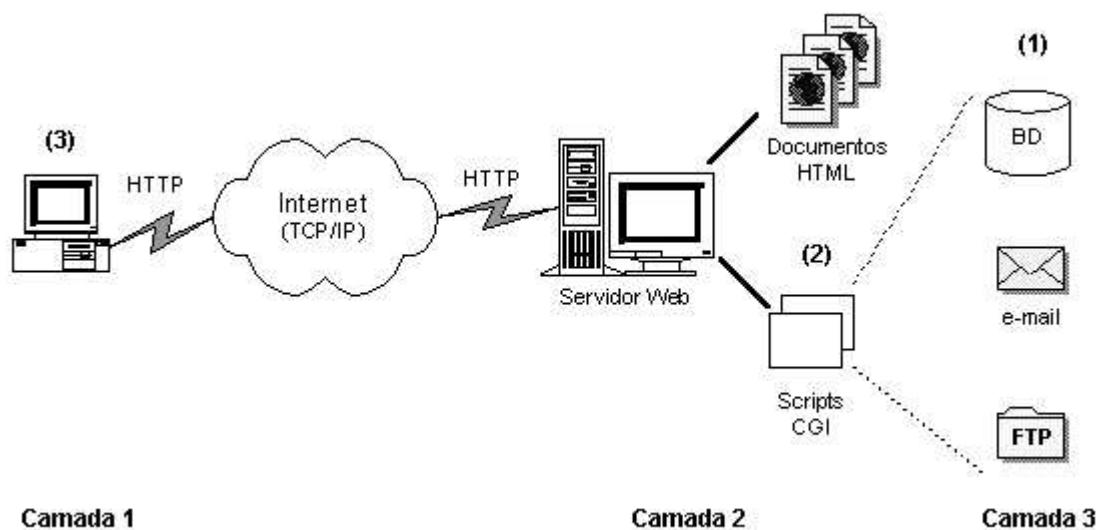 (1)
(3)
HTTP
Internet
(TCP/IP)
HTTP
Servidor Web
Documentos
HTML
(2)
Scripts
CGI
BD
e-mail
FTP
Camada 1
Camada 2
Camada 3